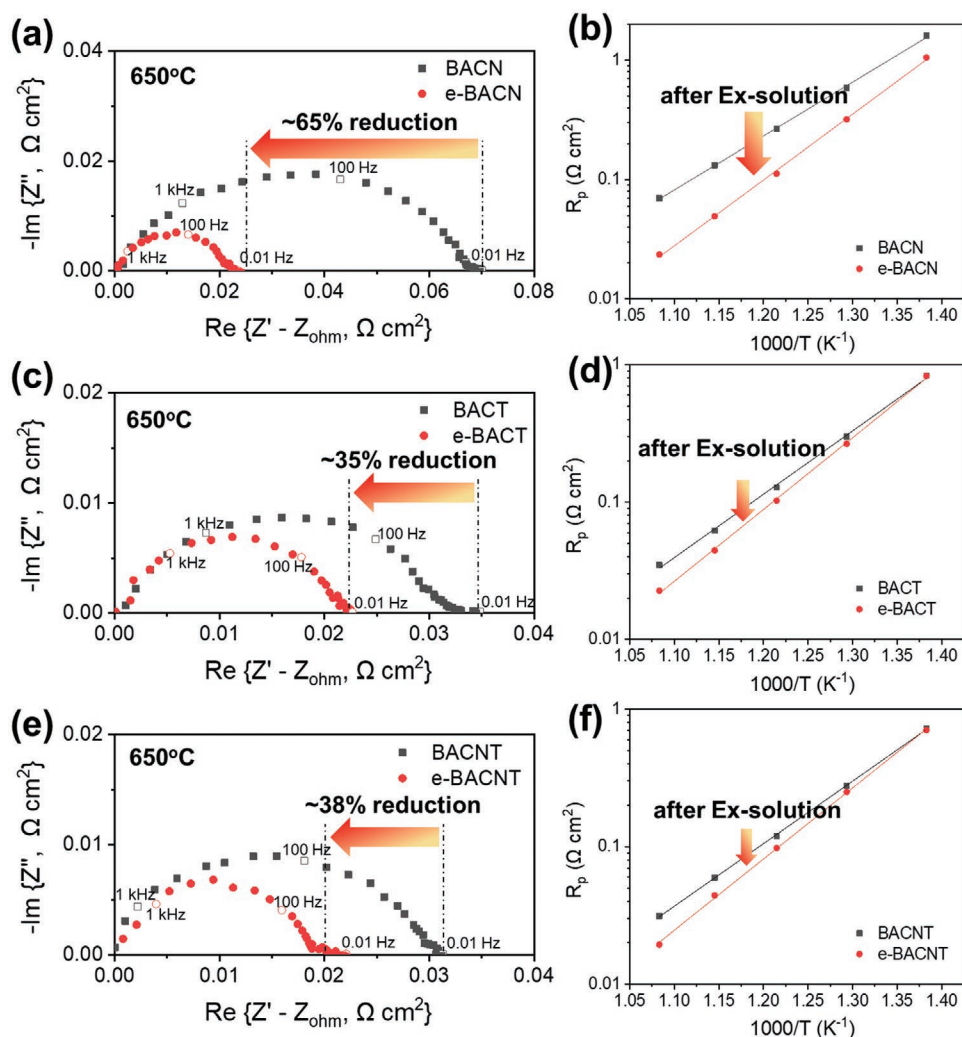 (a)
650°C
BACN
e-BACN
~65% reduction
1 kHz
100 Hz
1 kHz
100 Hz
0.01 Hz
0.01 Hz
0.04
0.02
0.00
-Im {Z", Ω cm²}
0.00 0.02 0.04 0.06 0.08
Re {Z' - Zohm, Ω cm²}
(b)
after Ex-solution
BACN
e-BACN
1
0.1
0.01
Rp (Ω cm²)
1.05 1.10 1.15 1.20 1.25 1.30 1.35 1.40
1000/T (K⁻¹)
(c)
650°C
BACT
e-BACT
~35% reduction
1 kHz
100 Hz
1 kHz
100 Hz
0.01 Hz
0.01 Hz
0.02
0.01
0.00
-Im {Z", Ω cm²}
0.00 0.01 0.02 0.03 0.04
Re {Z' - Zohm, Ω cm²}
(d)
after Ex-solution
BACT
e-BACT
1
0.1
0.01
Rp (Ω cm²)
1.05 1.10 1.15 1.20 1.25 1.30 1.35 1.40
1000/T (K⁻¹)
(e)
650°C
BACNT
e-BACNT
~38% reduction
100 Hz
1 kHz
1 kHz
100 Hz
0.01 Hz
0.01 Hz
0.02
0.01
0.00
-Im {Z", Ω cm²}
0.00 0.01 0.02 0.03 0.04
Re {Z' - Zohm, Ω cm²}
(f)
after Ex-solution
BACNT
e-BACNT
1
0.1
0.01
Rp (Ω cm²)
1.05 1.10 1.15 1.20 1.25 1.30 1.35 1.40
1000/T (K⁻¹)